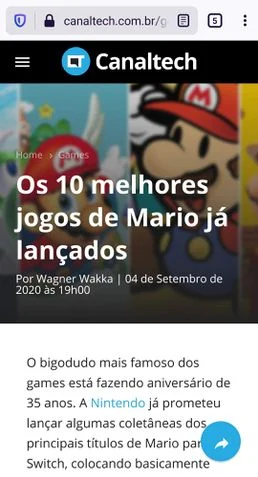 canaltech.com.br/g
5
Canaltech
Home > Games
Os 10 melhores
jogos de Mario já
lançados
Por Wagner Wakka | 04 de Setembro de
2020 às 19h00
O bigodudo mais famoso dos
games está fazendo aniversário de
35 anos. A Nintendo já prometeu
lançar algumas coletâneas dos
principais títulos de Mario par
Switch, colocando basicamente